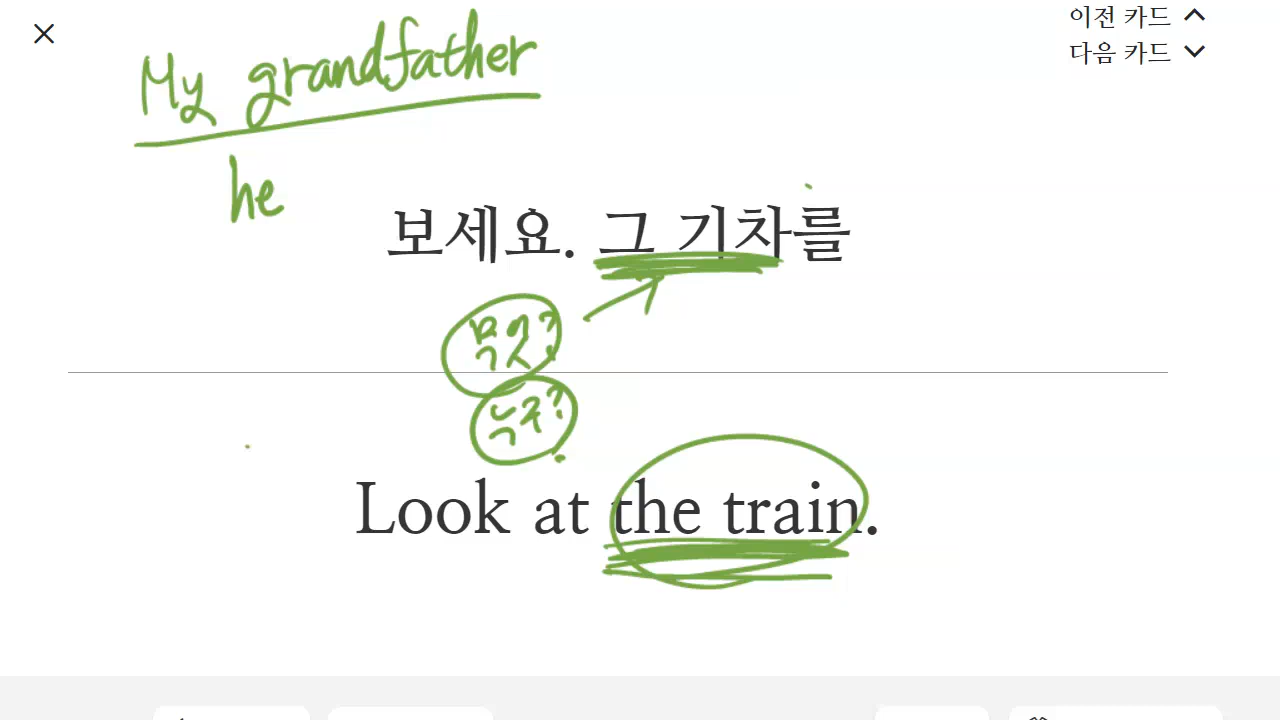 이전 카드
다음 카드
My grandfather
he
보세요. 그 기차를
무엇?
누구?
Look at the train.